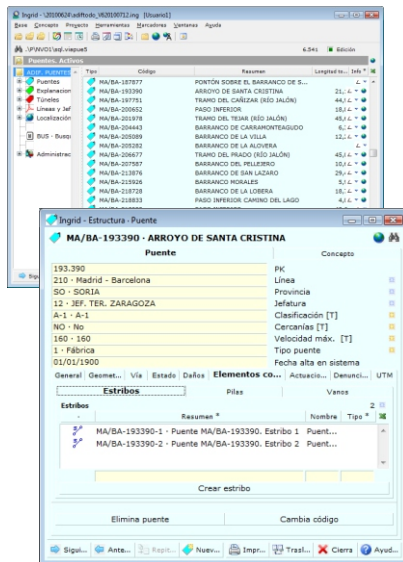 Ingrid - \20100624\adiftodo_V620100712.ing [Usuario1]
Base Concepto Proyecto Herramientas Marcadores Ventanas Ayuda
6.541 Edición
Puentes. Activos
ADIF. PUENTES
Tipo Código Resumen Longitud to... Info
Puentes
MA/BA-187877 PONTÓN SOBRE EL BARRANCO DE S...
Explanacion
MA/BA-193390 ARROYO DE SANTA CRISTINA
Túneles
MA/BA-197751 TRAMO DEL CAÑIZAR (RÍO JALÓN)
Líneas y Jef
MA/BA-200652 PASO INFERIOR
Localización
MA/BA-201978 TRAMO DEL TEJAR (RÍO JALÓN)
MA/BA-204443 BARRANCO DE CARRAMONTEAGUDO
BUS - Busqu
MA/BA-205089 BARRANCO DE LA VILLA
MA/BA-205282 BARRANCO DE LA ALOVERA
Administrac
MA/BA-206677 TRAMO DEL PRADO (RÍO JALÓN)
MA/BA-207587 BARRANCO DEL PELLEJERO
MA/BA-213876 BARRANCO DE SAN LAZARO
MA/BA-215926 BARRANCO MORALES
MA/BA-218728 BARRANCO DE LA LOBERA
MA/BA-218833 PASO INFERIOR CAMINO DEL LAGO
Sigu
Ingrid - Estructura - Puente
MA/BA-193390 · ARROYO DE SANTA CRISTINA
Puente Concepto
193.390 PK
210 · Madrid - Barcelona Línea
SO · SORIA Provincia
12 · JEF. TER. ZARAGOZA Jefatura
A-1 · A-1 Clasificación [T]
NO · No Cercanías [T]
160 · 160 Velocidad máx. [T]
1 · Fábrica Tipo puente
01/01/1900 Fecha alta en sistema
General Geomet... Vía Estado Daños Elementos co... Actuacio... Denunci... UTM
Estribos Pilas Vanos
Estribos 2
Resumen Nombre Tipo
MA/BA-193390-1 · Puente MA/BA-193390. Estribo 1 Puent...
MA/BA-193390-2 · Puente MA/BA-193390. Estribo 2 Puent...
Crear estribo
Elimina puente Cambia código
Sigui... Ante... Repit... Nuev... Impr... Trasl... Cierra Ayud...